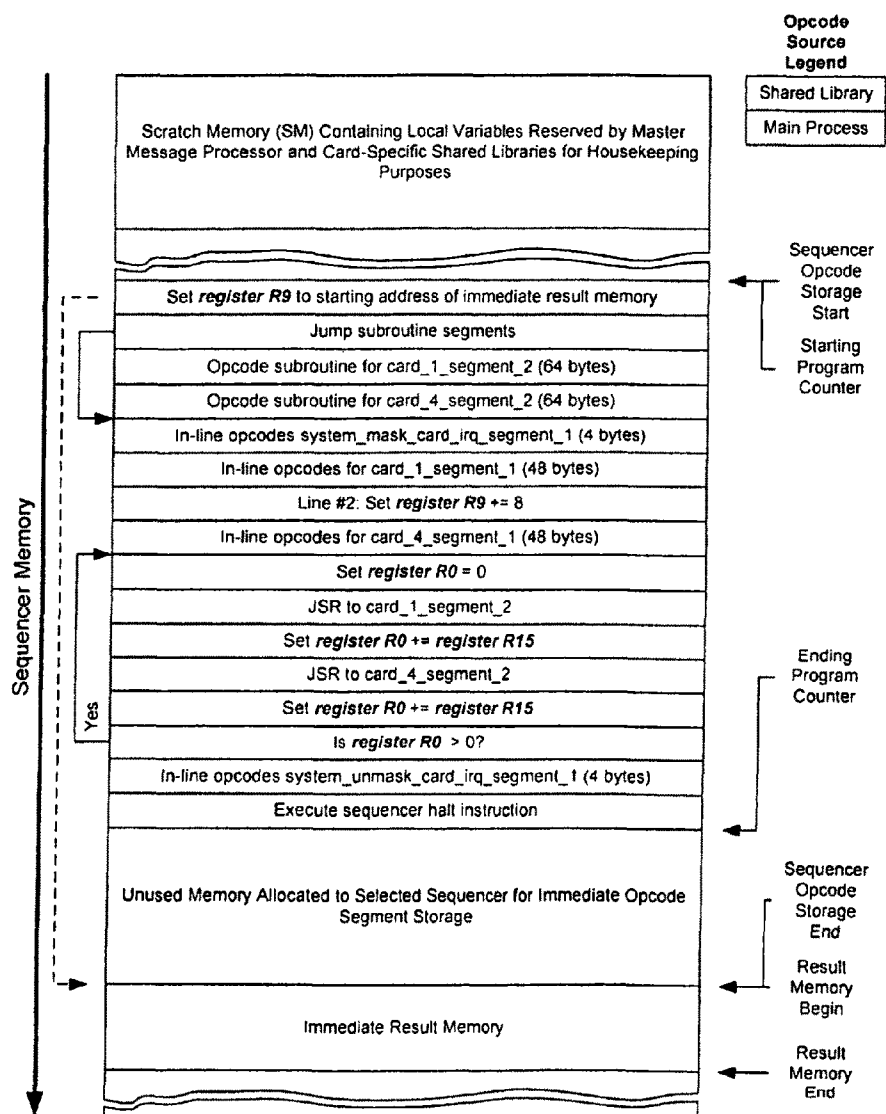 Opcode
Source
Legend
Shared Library
Main Process
Scratch Memory (SM) Containing Local Variables Reserved by Master
Message Processor and Card-Specific Shared Libraries for Housekeeping
Purposes
Sequencer
Opcode
Storage
Start
Starting
Program
Counter
Set register R9 to starting address of immediate result memory
Jump subroutine segments
Opcode subroutine for card_1_segment_2 (64 bytes)
Opcode subroutine for card_4_segment_2 (64 bytes)
In-line opcodes system_mask_card_irq_segment_1 (4 bytes)
In-line opcodes for card_1_segment_1 (48 bytes)
Line #2: Set register R9 += 8
In-line opcodes for card_4_segment_1 (48 bytes)
Set register R0 = 0
JSR to card_1_segment_2
Set register R0 += register R15
JSR to card_4_segment_2
Set register R0 += register R15
Is register R0 > 0?
Yes
In-line opcodes system_unmask_card_irq_segment_1 (4 bytes)
Execute sequencer halt instruction
Ending
Program
Counter
Sequencer Memory
Unused Memory Allocated to Selected Sequencer for Immediate Opcode
Segment Storage
Sequencer
Opcode
Storage
End
Result
Memory
Begin
Immediate Result Memory
Result
Memory
End